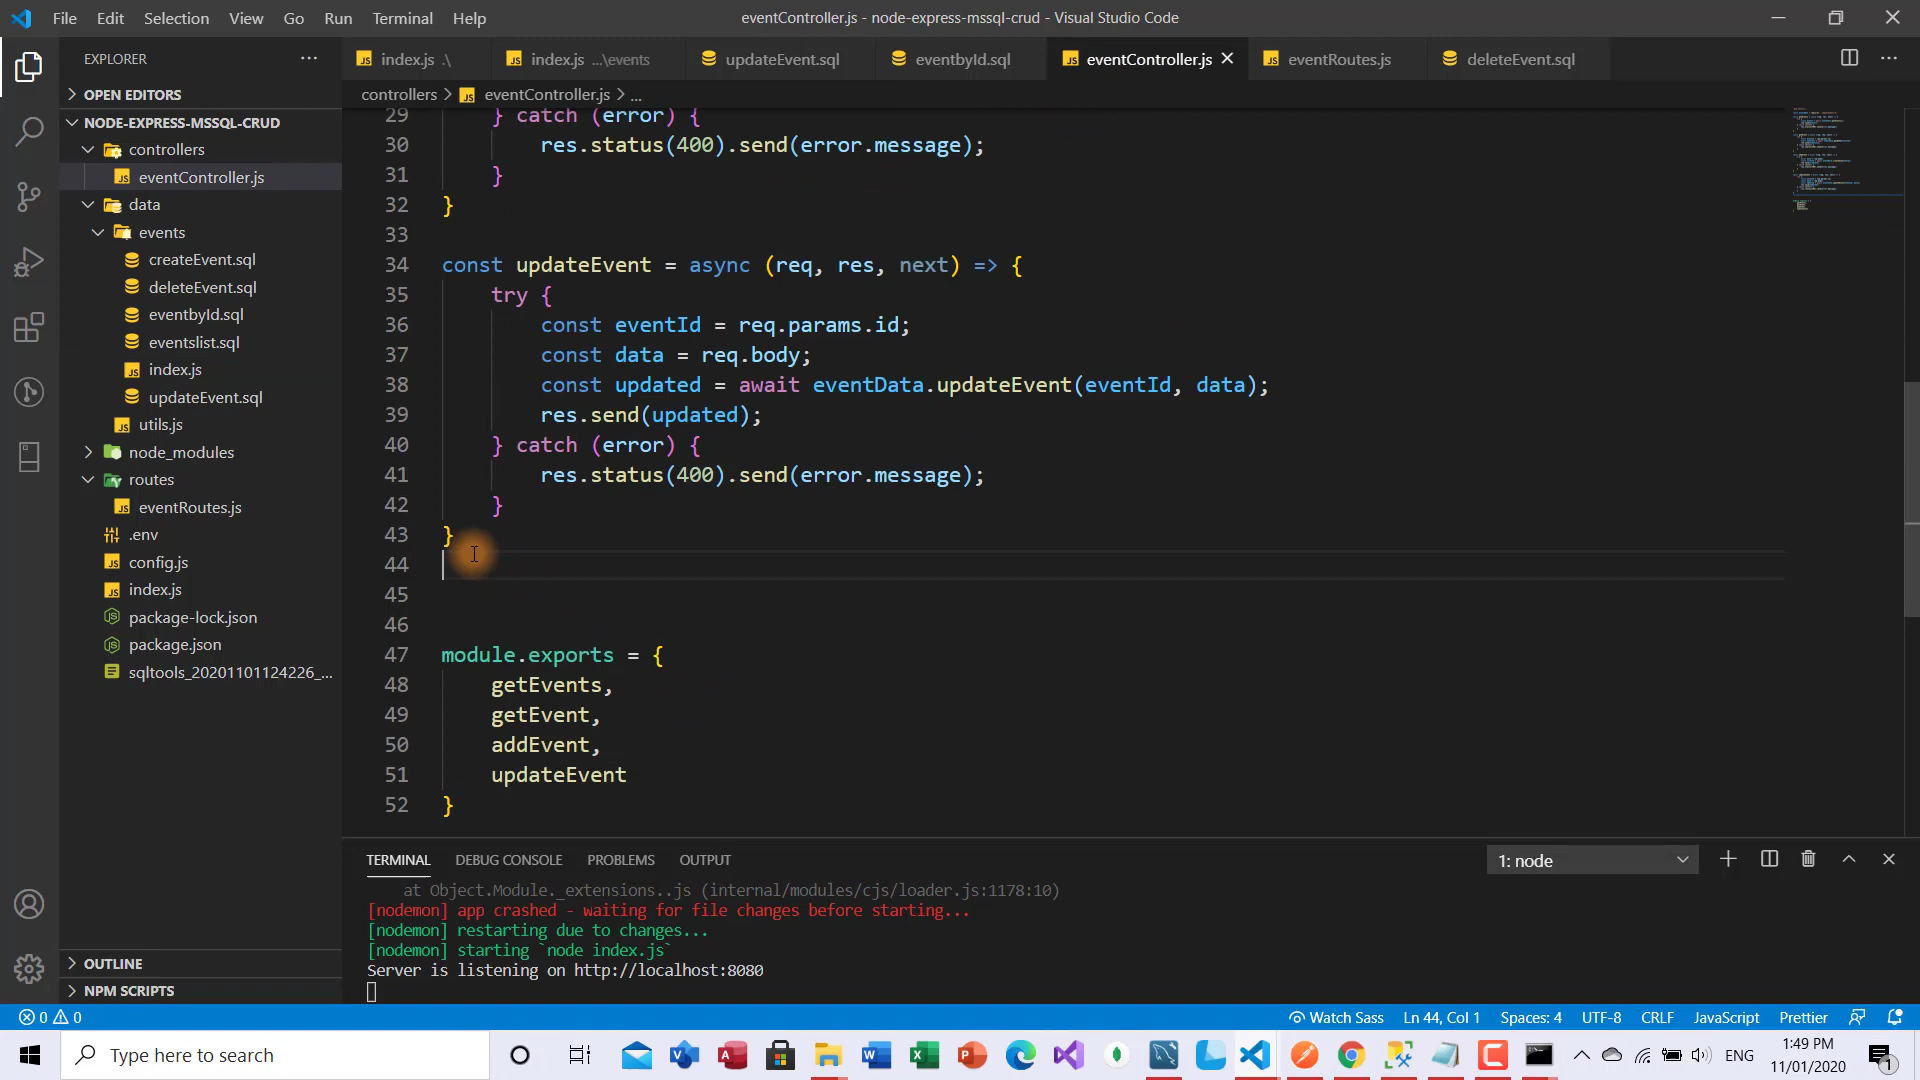 File Edit Selection View Go Run Terminal Help
eventController.js - node-express-mssql-crud - Visual Studio Code
EXPLORER
index.js .\
index.js ...\events
updateEvent.sql
eventbyId.sql
eventController.js
eventRoutes.js
deleteEvent.sql
OPEN EDITORS
NODE-EXPRESS-MSSQL-CRUD
controllers
eventController.js
data
events
createEvent.sql
deleteEvent.sql
eventbyId.sql
eventslist.sql
index.js
updateEvent.sql
utils.js
node_modules
routes
eventRoutes.js
.env
config.js
index.js
package-lock.json
package.json
sqltools_20201101124226_...
OUTLINE
NPM SCRIPTS
controllers > eventController.js > ...
29 } catch (error) {
30 res.status(400).send(error.message);
31 }
32 }
33
34 const updateEvent = async (req, res, next) => {
35 try {
36 const eventId = req.params.id;
37 const data = req.body;
38 const updated = await eventData.updateEvent(eventId, data);
39 res.send(updated);
40 } catch (error) {
41 res.status(400).send(error.message);
42 }
43 }
44
45
46
47 module.exports = {
48 getEvents,
49 getEvent,
50 addEvent,
51 updateEvent
52 }
TERMINAL DEBUG CONSOLE PROBLEMS OUTPUT
1: node
at Object.Module._extensions..js (internal/modules/cjs/loader.js:1178:10)
[nodemon] app crashed - waiting for file changes before starting...
[nodemon] restarting due to changes...
[nodemon] starting `node index.js`
Server is listening on http://localhost:8080
0 0
Watch Sass
Ln 44, Col 1
Spaces: 4
UTF-8
CRLF
JavaScript
Prettier
Type here to search
ENG
1:49 PM
11/01/2020
1